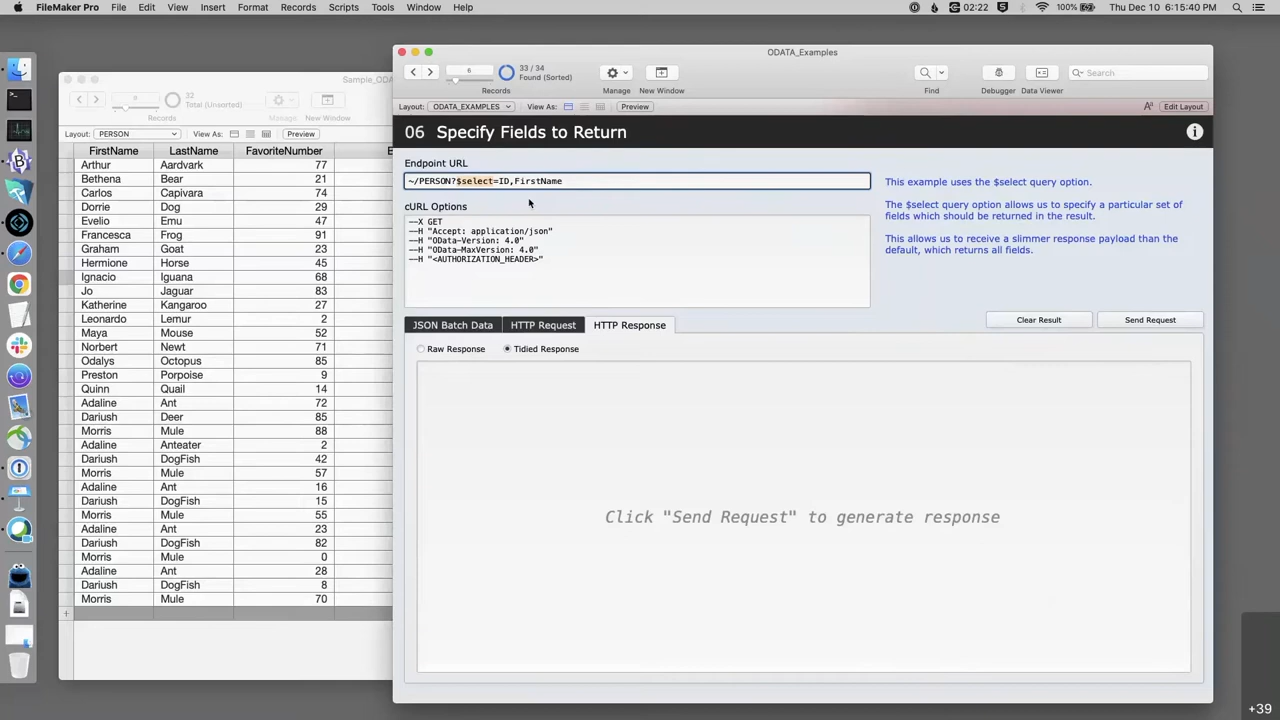 FileMaker Pro File Edit View Insert Format Records Scripts Tools Window Help 02:22 100% Thu Dec 10 6:15:40 PM
ODATA_Examples
6 33 / 34
Found (Sorted)
Records Manage New Window Find Debugger Data Viewer
Search
Layout: ODATA_EXAMPLES View As: Preview Edit Layout
Sample_ODA
32
Total (Unsorted)
Records Manage New Window
Layout: PERSON View As: Preview
FirstName LastName FavoriteNumber E
Arthur Aardvark 77
Bethena Bear 21
Carlos Capivara 74
Dorrie Dog 29
Evelio Emu 47
Francesca Frog 91
Graham Goat 23
Hermione Horse 45
Ignacio Iguana 68
Jo Jaguar 83
Katherine Kangaroo 27
Leonardo Lemur 2
Maya Mouse 52
Norbert Newt 71
Odalys Octopus 85
Preston Porpoise 9
Quinn Quail 14
Adaline Ant 72
Dariush Deer 85
Morris Mule 88
Adaline Anteater 2
Dariush DogFish 42
Morris Mule 57
Adaline Ant 16
Dariush DogFish 15
Morris Mule 55
Adaline Ant 23
Dariush DogFish 82
Morris Mule 0
Adaline Ant 28
Dariush DogFish 8
Morris Mule 70
06 Specify Fields to Return
Endpoint URL
~/PERSON?$select=ID,FirstName
cURL Options
--X GET
--H "Accept: application/json"
--H "OData-Version: 4.0"
--H "OData-MaxVersion: 4.0"
--H "<AUTHORIZATION_HEADER>"
This example uses the $select query option.
The $select query option allows us to specify a particular set of
fields which should be returned in the result.
This allows us to receive a slimmer response payload than the
default, which returns all fields.
JSON Batch Data HTTP Request HTTP Response Clear Result Send Request
Raw Response Tidied Response
Click "Send Request" to generate response
+39